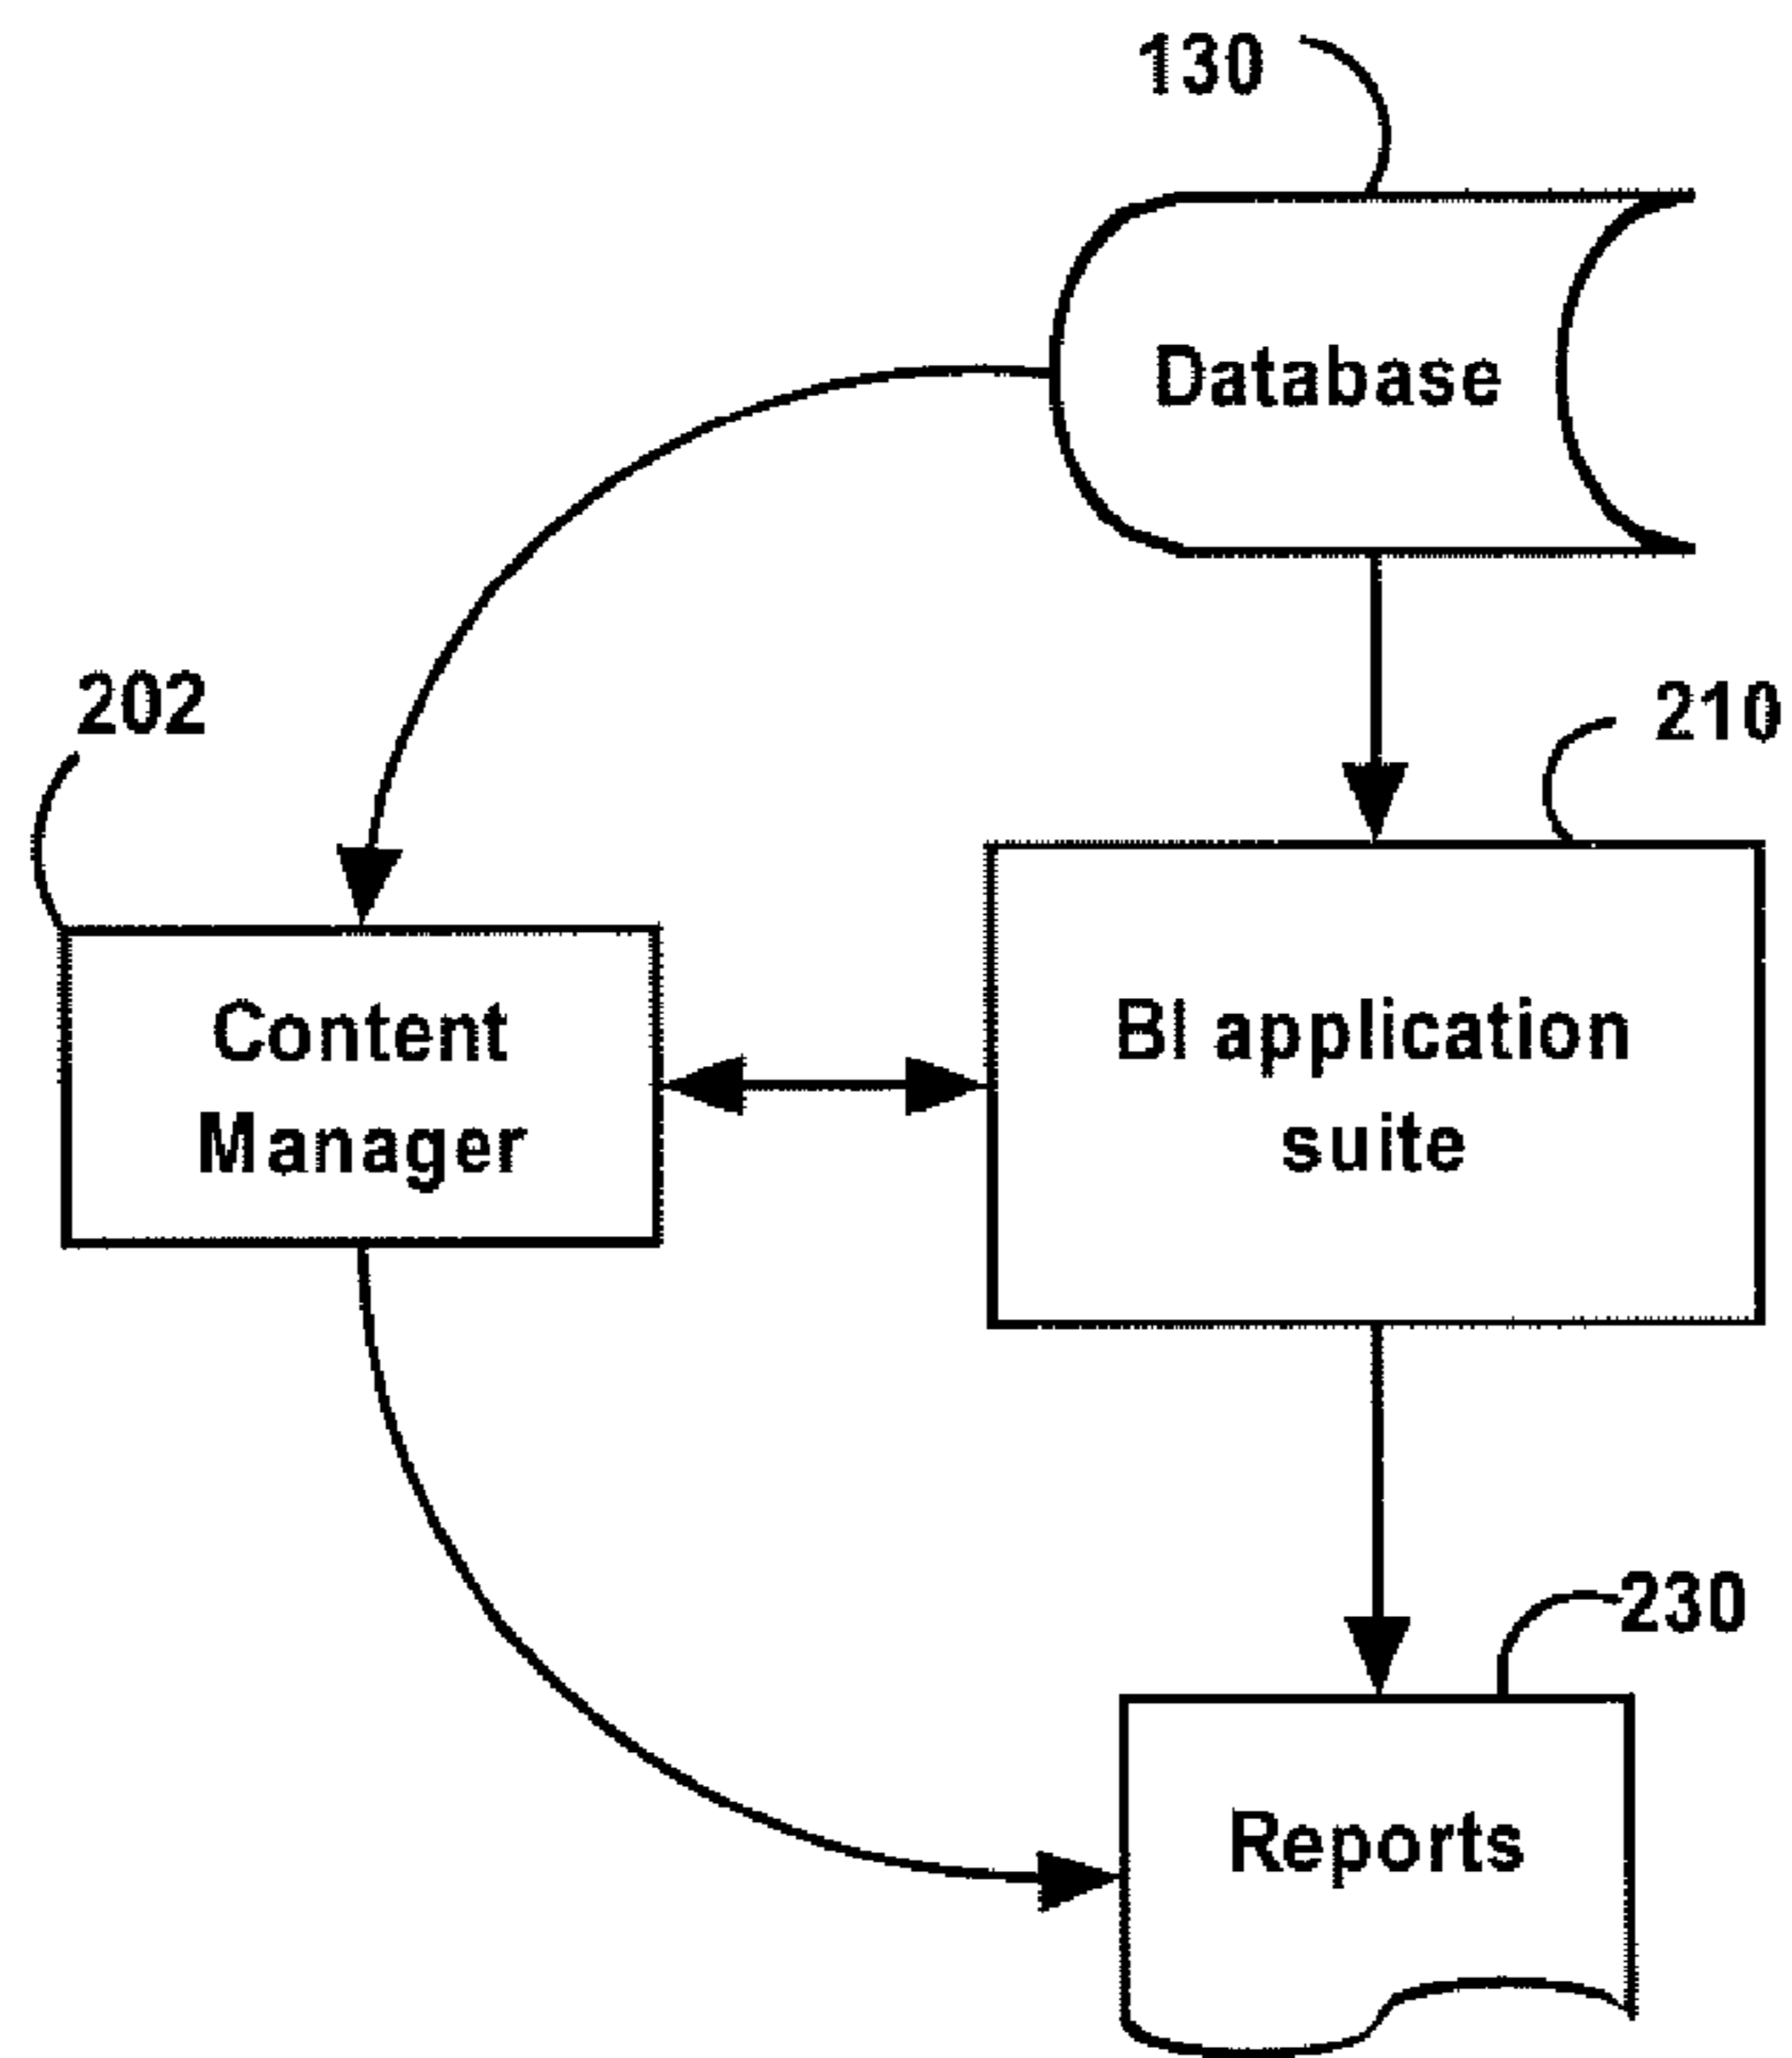 130
Database
202
210
Content
Manager
BI application
suite
230
Reports